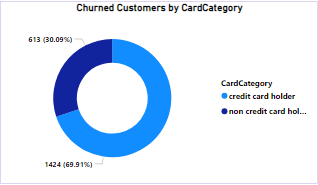 Churned Customers by CardCategory
613 (30.09%)
CardCategory
credit card holder
non credit card hol...
1424 (69.91%)